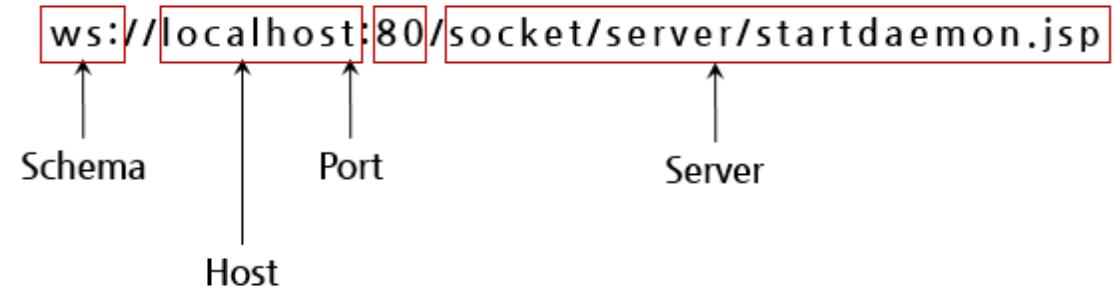 ws://localhost:80/socket/server/startdaemon.jsp
Schema
Port
Server
Host